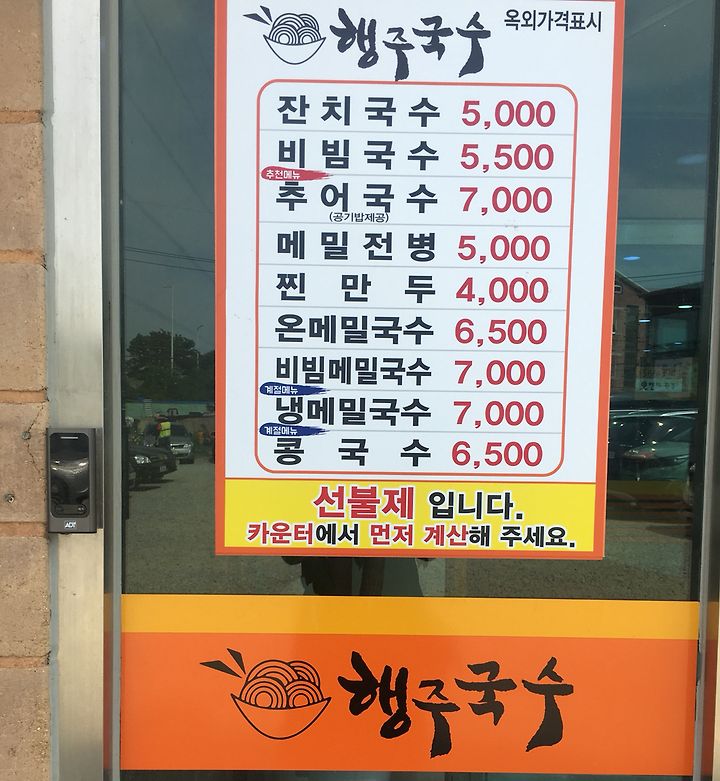 행주국수
옥외가격표시
잔치국수 5,000
비빔국수 5,500
추천메뉴
추어국수 7,000
(공기밥제공)
메밀전병 5,000
찐만두 4,000
온메밀국수 6,500
비빔메밀국수 7,000
계절메뉴
냉메밀국수 7,000
계절메뉴
콩국수 6,500
선불제 입니다.
카운터에서 먼저 계산해 주세요.
ADT
행주국수